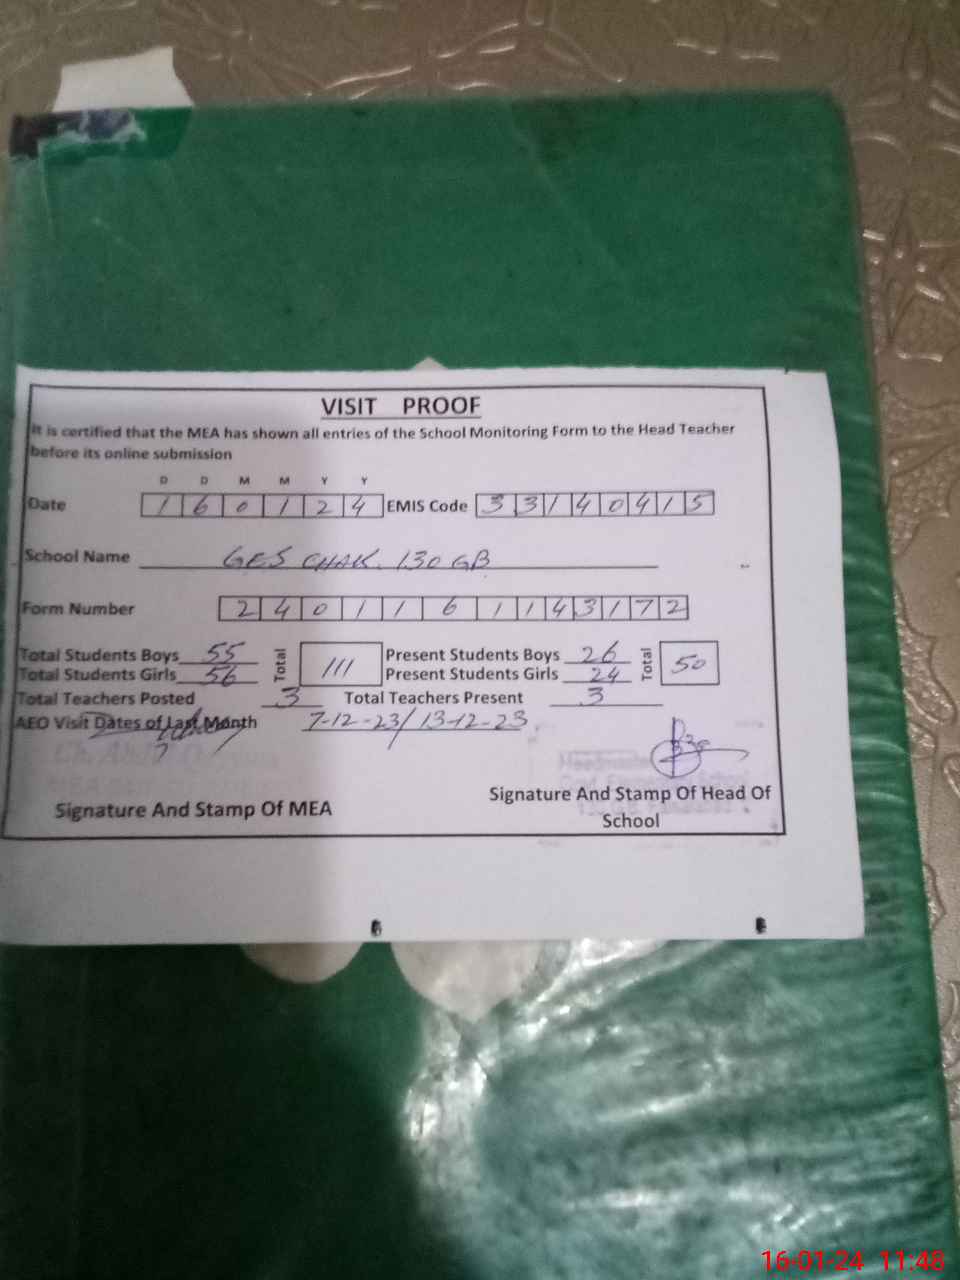 VISIT PROOF
It is certified that the MEA has shown all entries of the School Monitoring Form to the Head Teacher
before its online submission
D D M M Y Y
Date 1 6 0 1 2 4 EMIS Code 3 3 1 4 0 4 1 5
School Name GES CHAK. 130 GB
Form Number 2 4 0 1 1 6 1 1 4 3 1 7 2
Total Students Boys 55 Total 111 Present Students Boys 26 Total 50
Total Students Girls 56 Present Students Girls 24
Total Teachers Posted 3 Total Teachers Present 3
AEO Visit Dates of Last Month 7-12-23/ 13-12-23
Headmaster
Govt. Elementary School
Signature And Stamp Of MEA
Signature And Stamp Of Head Of
School
16-01-24 11:48